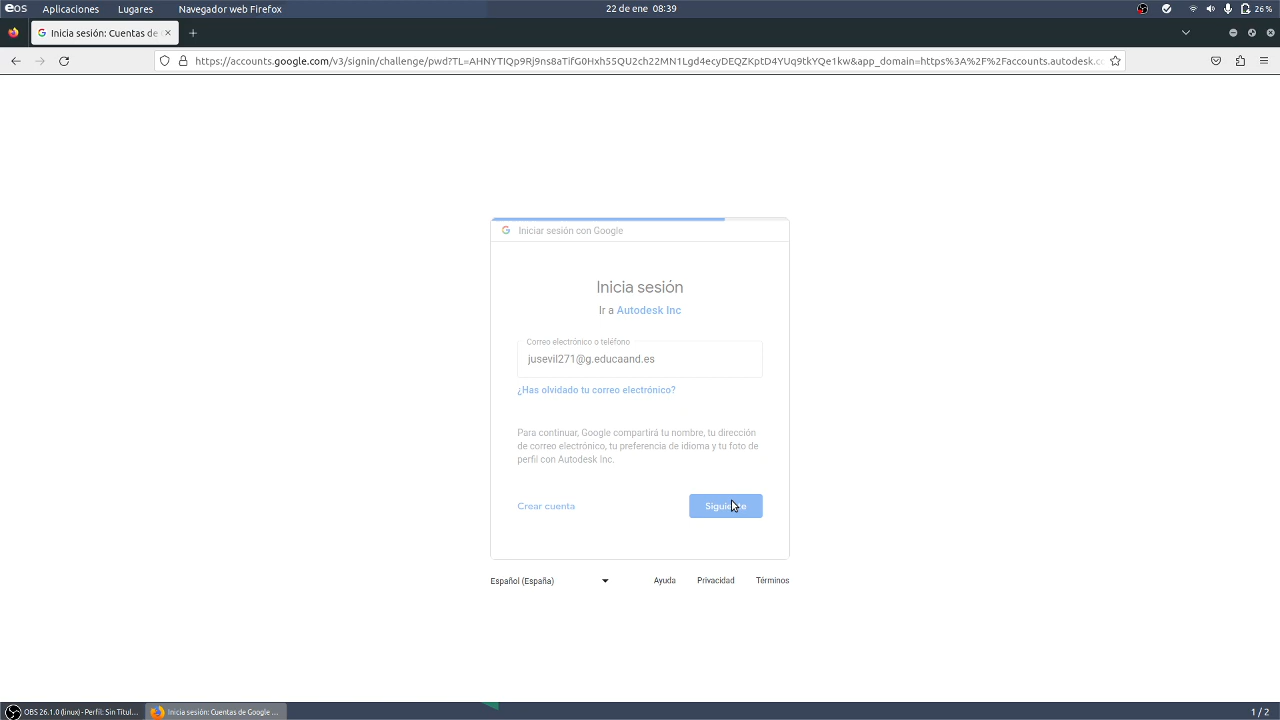 Aplicaciones Lugares Navegador web Firefox 22 de ene 08:39 26 %
Inicia sesión: Cuentas de
https://accounts.google.com/v3/signin/challenge/pwd?TL=AHNYTIQp9Rj9ns8aTifG0Hxh55QU2ch22MN1Lgd4ecyDEQZKptD4YUq9tkYQe1kw&app_domain=https%3A%2F%2Faccounts.autodesk.c
Iniciar sesión con Google
Inicia sesión
Ir a Autodesk Inc
Correo electrónico o teléfono
jusevil271@g.educaand.es
¿Has olvidado tu correo electrónico?
Para continuar, Google compartirá tu nombre, tu dirección
de correo electrónico, tu preferencia de idioma y tu foto de
perfil con Autodesk Inc.
Crear cuenta Siguiente
Español (España) Ayuda Privacidad Términos
OBS 26.1.0 (linux) - Perfil: Sin Titul... Inicia sesión: Cuentas de Google ... 1 / 2